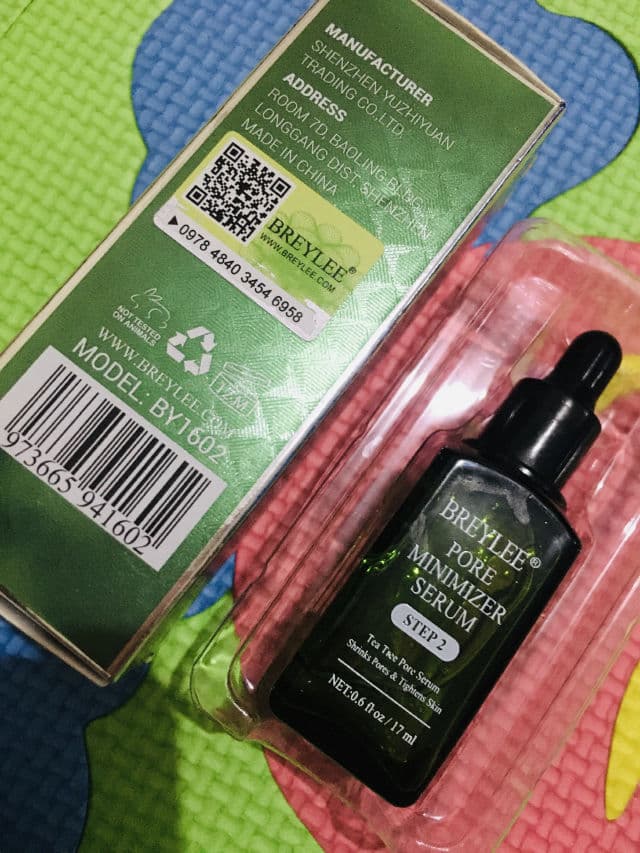 MANUFACTURER
SHENZHEN YUZHIYUAN
TRADING CO.,LTD.
ADDRESS
ROOM 7D, BAOLING BLDG,
LONGGANG DIST. SHENZHEN
MADE IN CHINA
BREYLEE®
WWW.BREYLEE.COM
0978 4840 3454 6958
NOT TESTED
ON ANIMALS
12M
WWW.BREYLEE.COM
MODEL: BY1602
973665 941602
BREYLEE®
PORE
MINIMIZER
SERUM
STEP 2
Tea Tree Pore Serum
Shrinks Pores & Tightens Skin
NET:0.6 fl oz / 17 ml